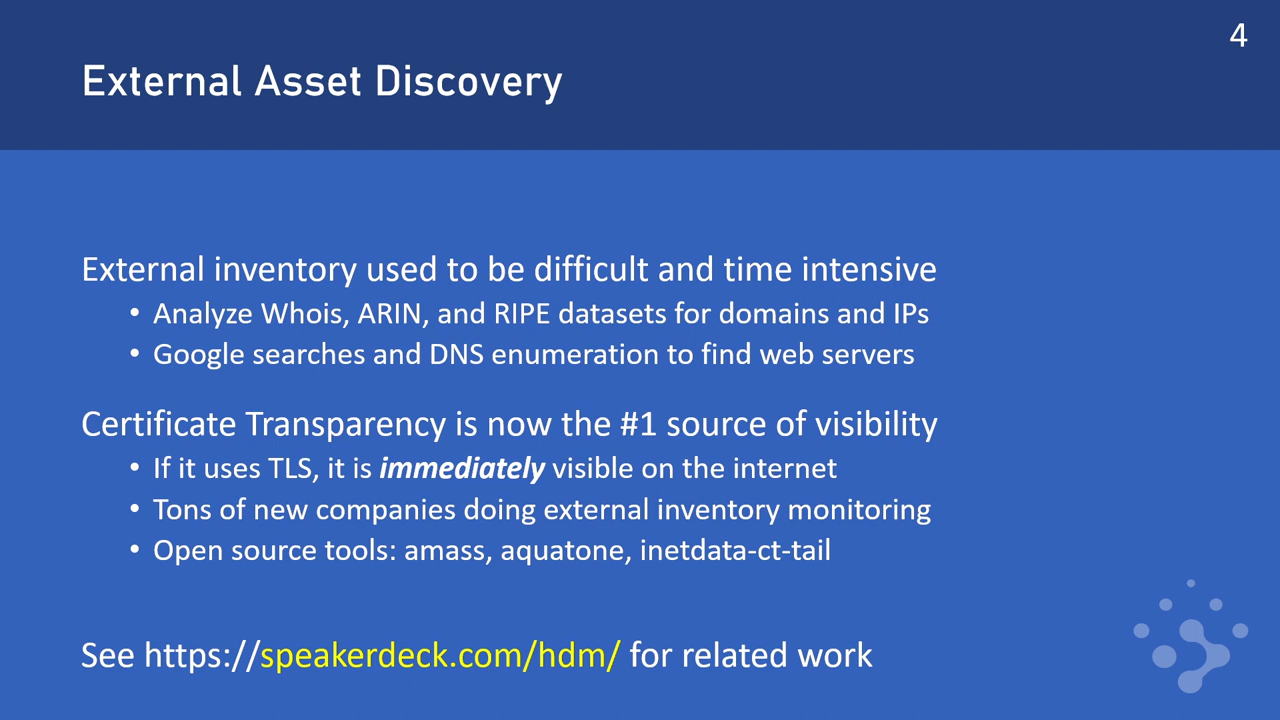 4
External Asset Discovery
External inventory used to be difficult and time intensive
• Analyze Whois, ARIN, and RIPE datasets for domains and IPs
• Google searches and DNS enumeration to find web servers
Certificate Transparency is now the #1 source of visibility
• If it uses TLS, it is immediately visible on the internet
• Tons of new companies doing external inventory monitoring
• Open source tools: amass, aquatone, inetdata-ct-tail
See https://speakerdeck.com/hdm/ for related work